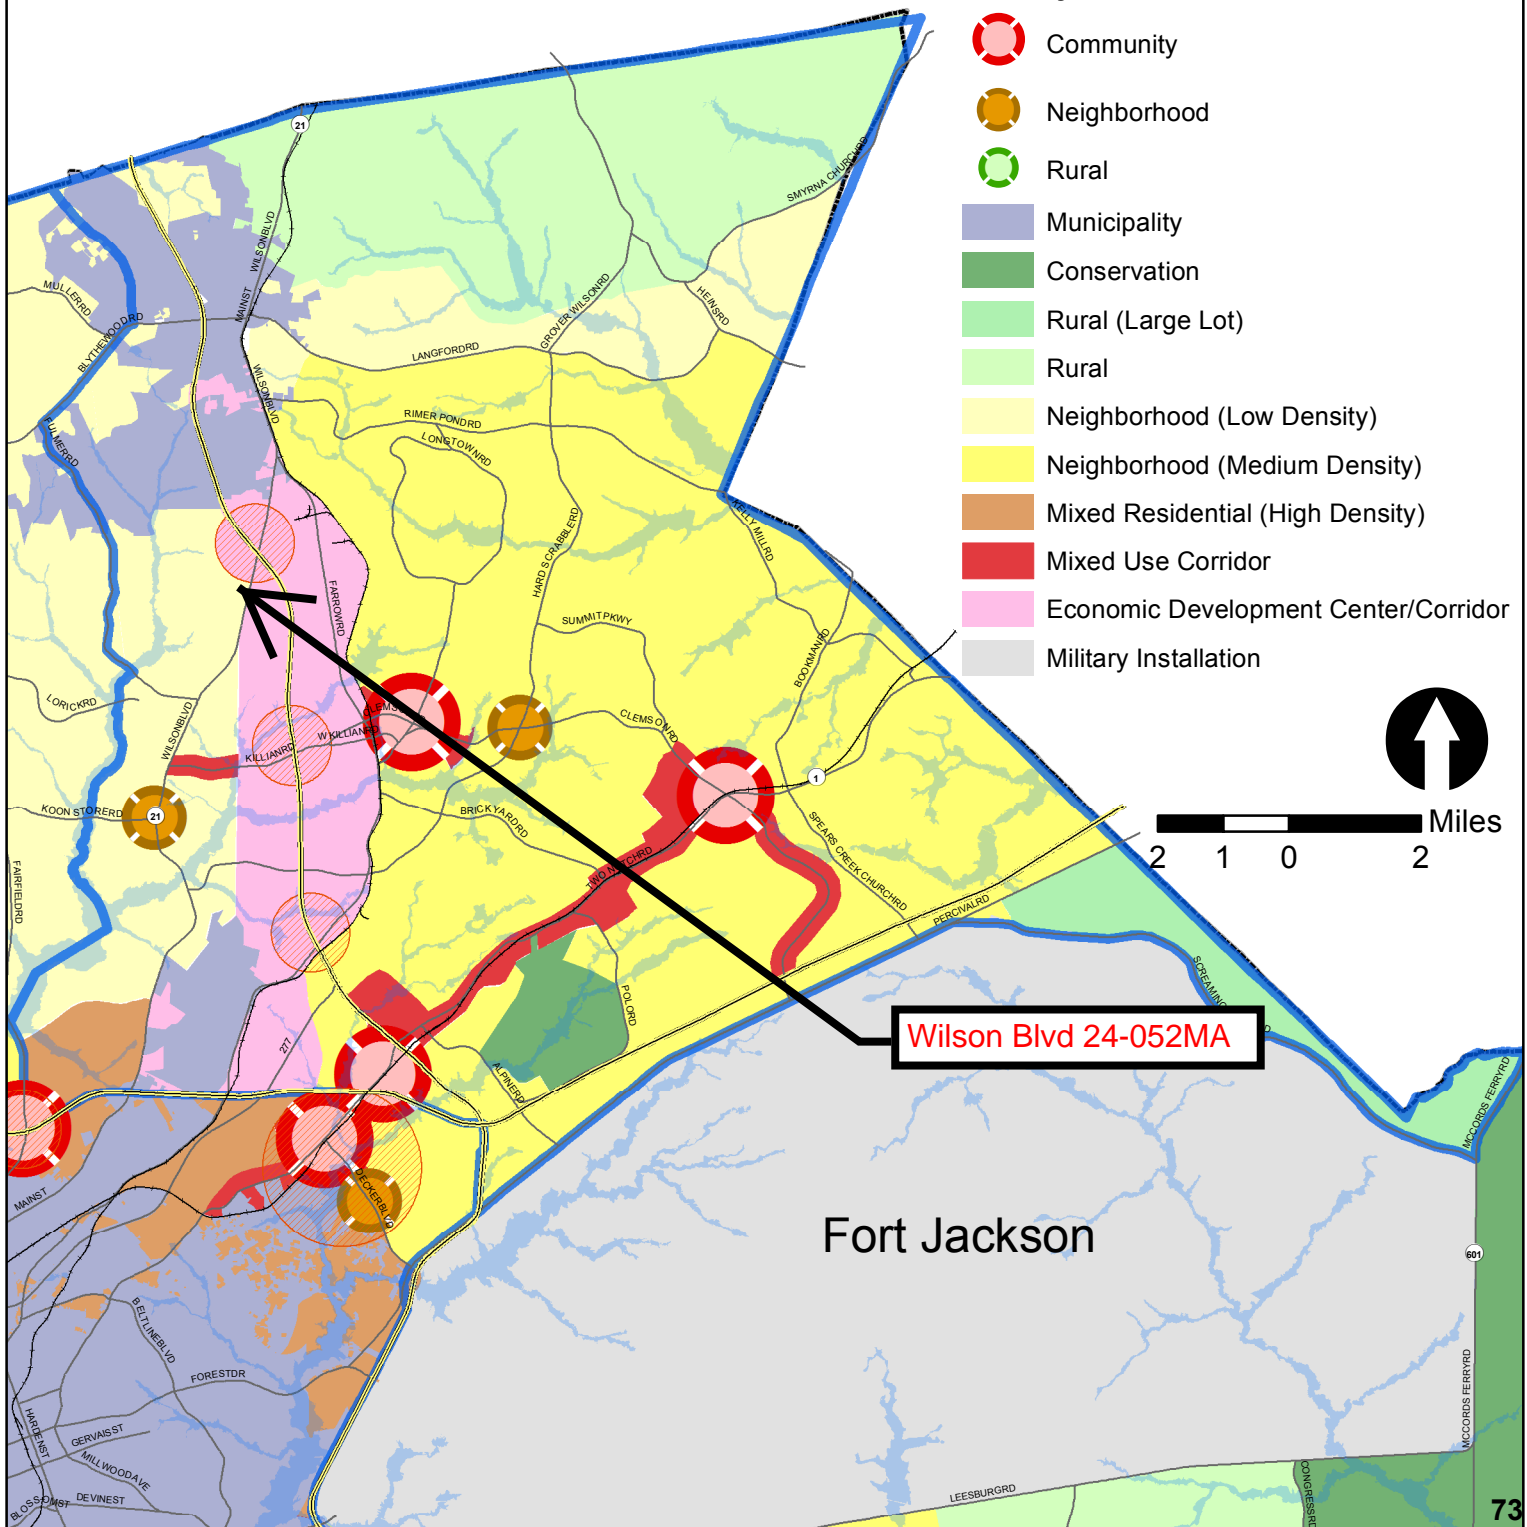 Community
Neighborhood
Rural
Municipality
Conservation
Rural (Large Lot)
Rural
Neighborhood (Low Density)
Neighborhood (Medium Density)
Mixed Residential (High Density)
Mixed Use Corridor
Economic Development Center/Corridor
Military Installation
Miles
2 1 0 2
21
SMYRNA CHURCHRD
WILSONBLVD
MAINST
MULLERRD
BLYTHEWOODRD
GROVER WILSONRD
HEINSRD
LANGFORDRD
WILSONBLVD
RIMER PONDRD
LONGTOWNRD
FULMERRD
KELLY MILLRD
HARD SCRABBLERD
FARROWRD
SUMMITPKWY
BOOKMANRD
LORICKRD
WILSONBLVD
CLEMSONRD
W KILLIANRD
KILLIANRD
1
KOON STORERD
21
BRICKYARDRD
SPEARS CREEKCHURCHRD
TWO NOTCHRD
FAIRFIELDRD
PERCIVALRD
POLORD
SCREAMING
Wilson Blvd 24-052MA
277
ALPINERD
MCCORDS FERRYRD
MAINST
DECKERBLVD
Fort Jackson
601
BELTLINEBLVD
FORESTDR
MCCORDS FERRYRD
HARDENST
GERVAISST
MILLWOODAVE
DEVINEST
BLOSSOMST
LEESBURGRD
CONGRESSRD
73